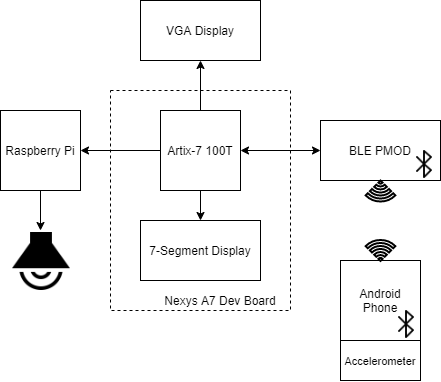 VGA Display
Raspberry Pi
Artix-7 100T
BLE PMOD
7-Segment Display
Nexys A7 Dev Board
Android
Phone
Accelerometer